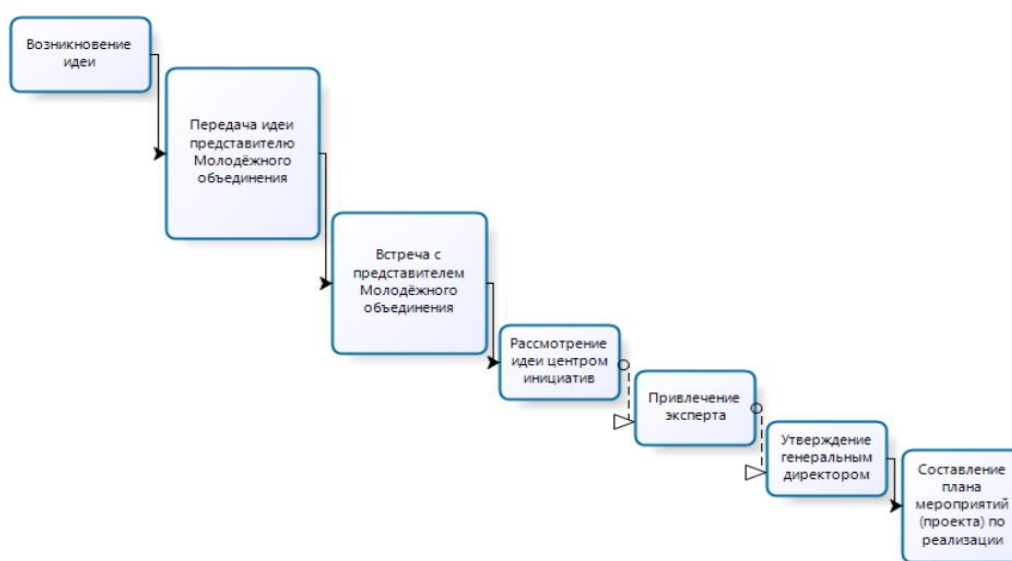 Возникновение
идеи
Передача идеи
представителю
Молодёжного
объединения
Встреча с
представителем
Молодёжного
объединения
Рассмотрение
идеи центром
инициатив
Привлечение
эксперта
Утверждение
генеральным
директором
Составление
плана
мероприятий
(проекта) по
реализации